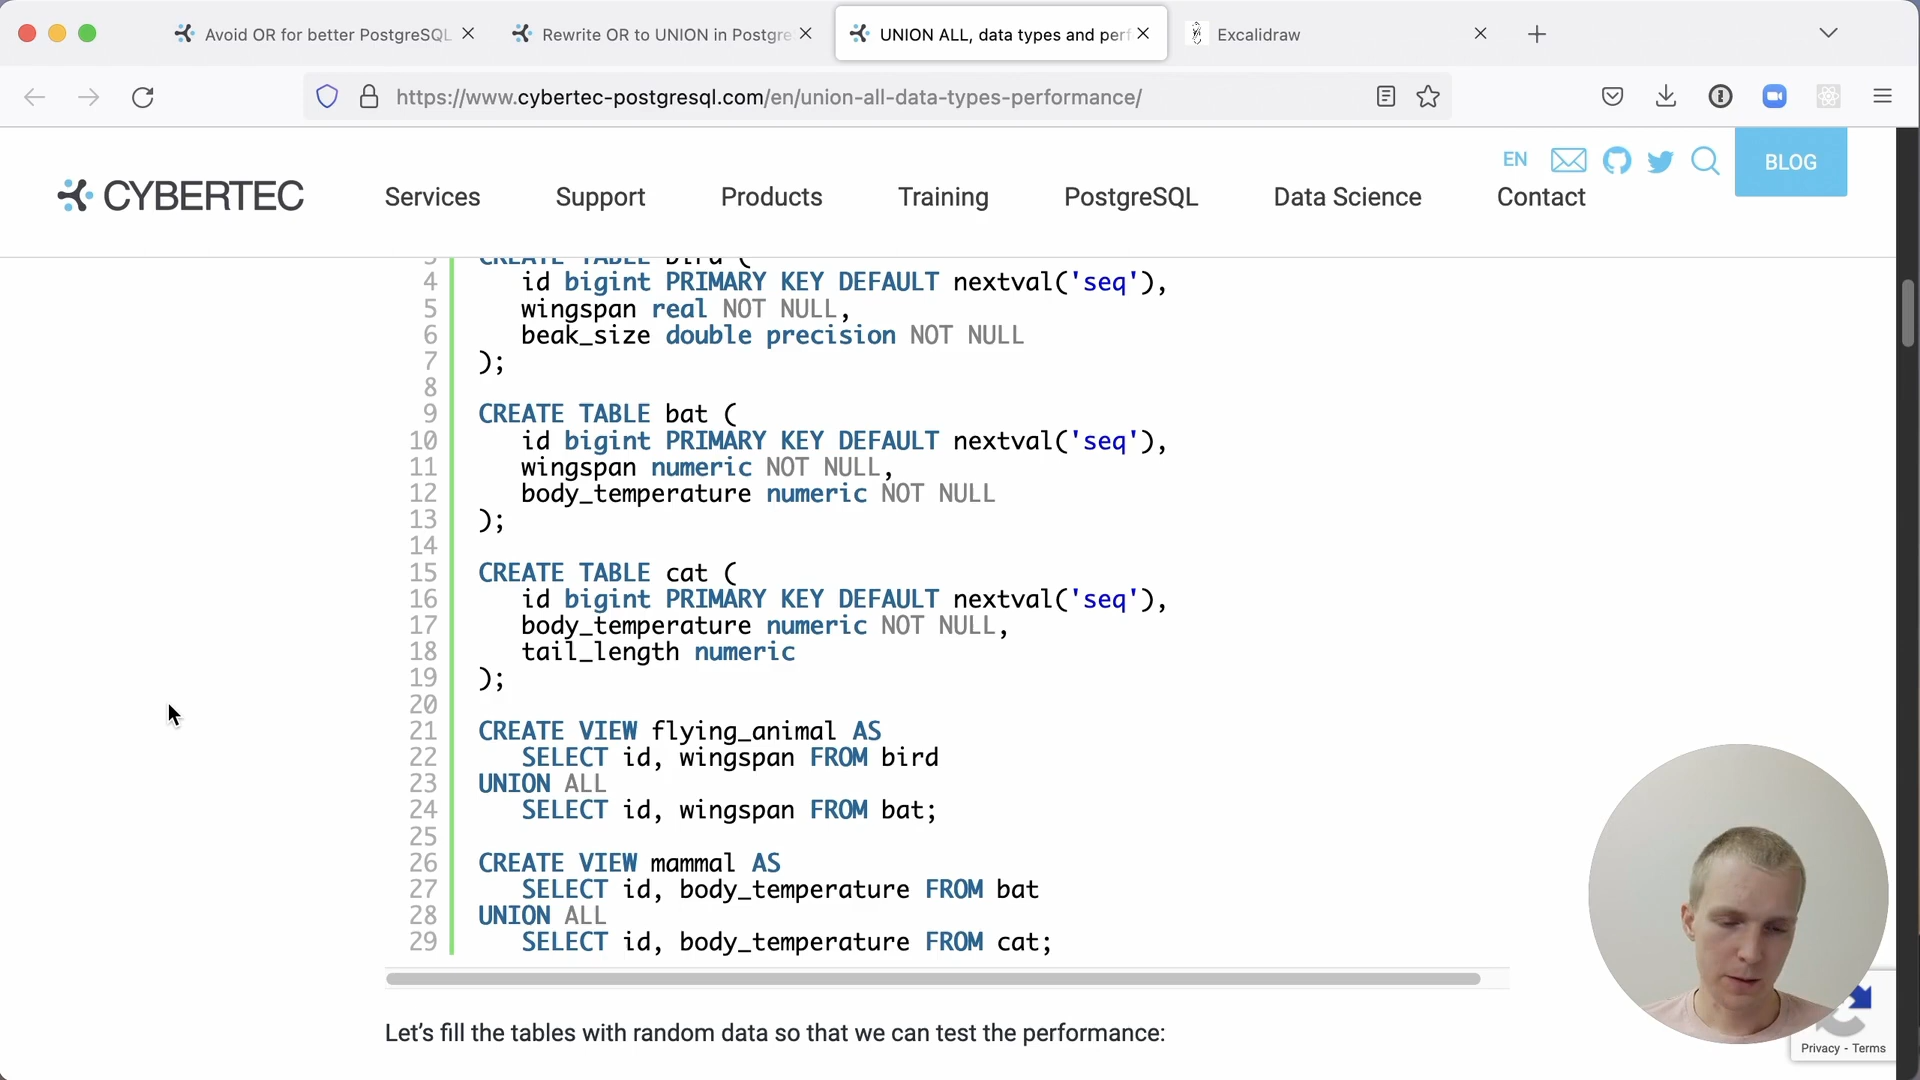 Avoid OR for better PostgreSQL
Rewrite OR to UNION in Postgre
UNION ALL, data types and perf
Excalidraw
https://www.cybertec-postgresql.com/en/union-all-data-types-performance/
EN
BLOG
CYBERTEC
Services
Support
Products
Training
PostgreSQL
Data Science
Contact
3 CREATE TABLE bird (
4 id bigint PRIMARY KEY DEFAULT nextval('seq'),
5 wingspan real NOT NULL,
6 beak_size double precision NOT NULL
7 );
8
9 CREATE TABLE bat (
10 id bigint PRIMARY KEY DEFAULT nextval('seq'),
11 wingspan numeric NOT NULL,
12 body_temperature numeric NOT NULL
13 );
14
15 CREATE TABLE cat (
16 id bigint PRIMARY KEY DEFAULT nextval('seq'),
17 body_temperature numeric NOT NULL,
18 tail_length numeric
19 );
20
21 CREATE VIEW flying_animal AS
22 SELECT id, wingspan FROM bird
23 UNION ALL
24 SELECT id, wingspan FROM bat;
25
26 CREATE VIEW mammal AS
27 SELECT id, body_temperature FROM bat
28 UNION ALL
29 SELECT id, body_temperature FROM cat;
Let's fill the tables with random data so that we can test the performance:
Privacy - Terms